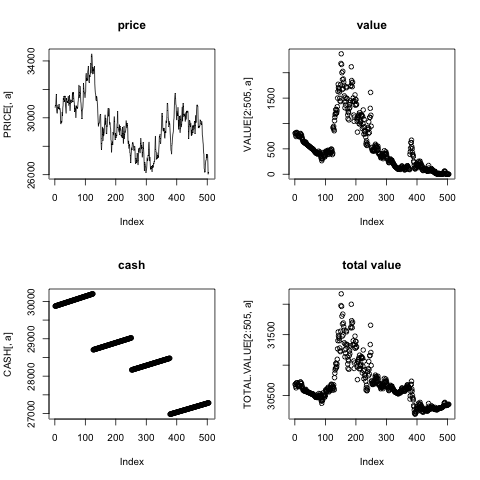 price
PRICE[, a]
26000 30000 34000
0 100 200 300 400 500
Index
value
VALUE[2:505, a]
0 500 1500
0 100 200 300 400 500
Index
cash
CASH[, a]
27000 28000 29000 30000
0 100 200 300 400 500
Index
total value
TOTAL.VALUE[2:505, a]
30500 31500
0 100 200 300 400 500
Index